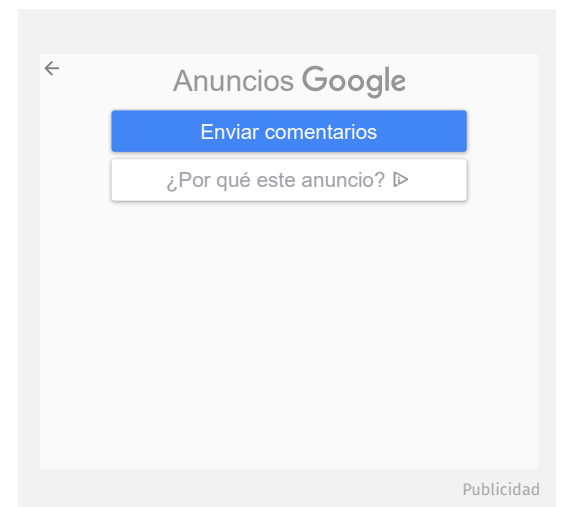 Anuncios Google
Enviar comentarios
¿Por qué este anuncio?
Publicidad